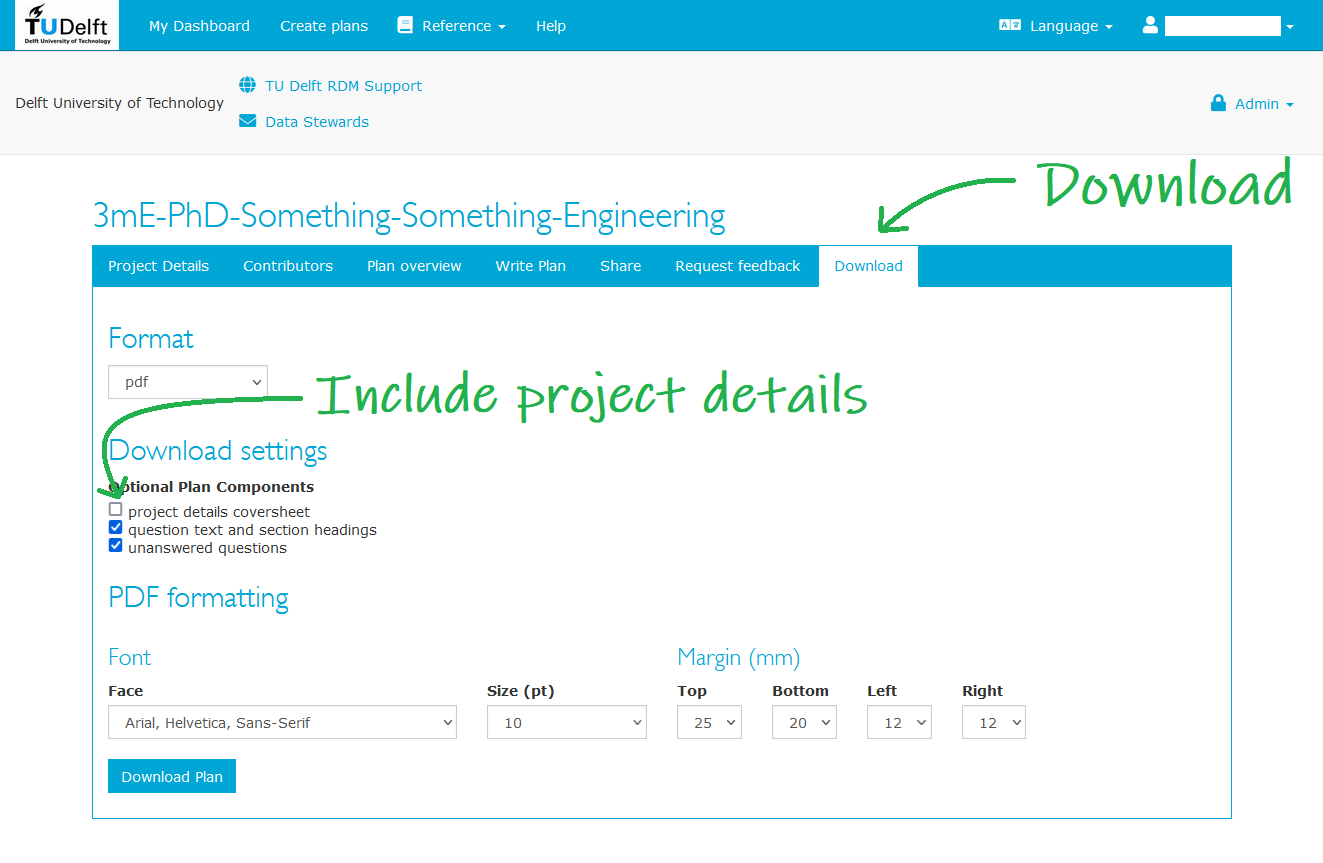 TUDelft
Delft University of Technology
My Dashboard Create plans Reference Help Language
Delft University of Technology
TU Delft RDM Support
Data Stewards
Admin
Download
3mE-PhD-Something-Something-Engineering
Project Details Contributors Plan overview Write Plan Share Request feedback Download
Format
pdf
Include project details
Download settings
Optional Plan Components
project details coversheet
question text and section headings
unanswered questions
PDF formatting
Font Margin (mm)
Face Size (pt) Top Bottom Left Right
Arial, Helvetica, Sans-Serif 10 25 20 12 12
Download Plan